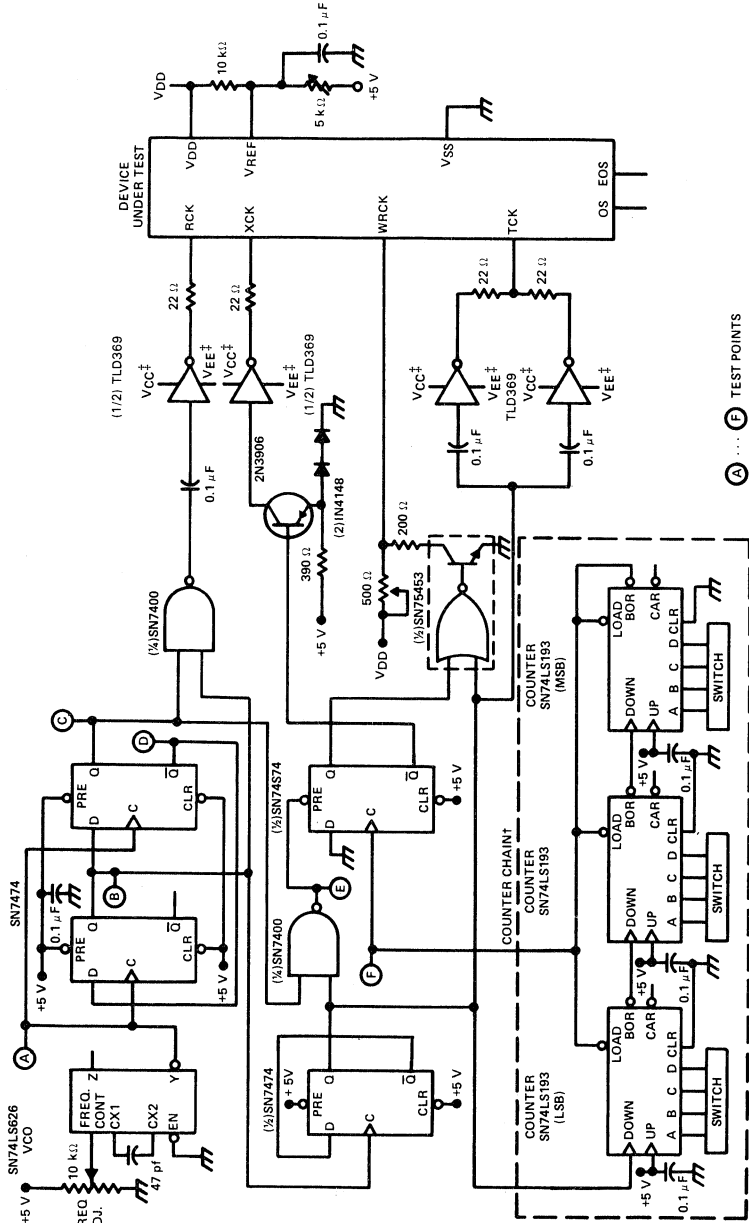 SN74LS626
VCO
+5 V
10 kΩ
FREQ
DJ.
FREQ.
CONT
CX1
CX2
EN
Z
Y
47 pf
A
SN7474
+5 V
0.1 µF
PRE
D
Q
C
Q
CLR
+5 V
B
PRE
D
Q
C
Q
CLR
C
D
(¼)SN7400
0.1 µF
(1/2) TLD369
VCC‡
VEE‡
22 Ω
VCC‡
VEE‡
(1/2) TLD369
22 Ω
2N3906
390 Ω
+5 V
(2)IN4148
DEVICE
UNDER TEST
RCK
XCK
WRCK
TCK
VDD
VREF
VSS
OS
EOS
VDD
10 kΩ
5 kΩ
0.1 µF
+5 V
(½)SN7474
+ 5V
PRE
D
Q
C
Q
CLR
+5 V
(¼)SN7400
E
(½)SN74S74
PRE
D
Q
C
Q
CLR
+5 V
F
VDD
500 Ω
200 Ω
(½)SN75453
0.1 µF
0.1 µF
VCC‡
VEE‡
TLD369
VCC‡
VEE‡
22 Ω
22 Ω
COUNTER CHAIN†
COUNTER
SN74LS193
(LSB)
LOAD
DOWN
BOR
UP
CAR
A B C D CLR
SWITCH
+5 V
0.1 µF
COUNTER
SN74LS193
LOAD
DOWN
BOR
UP
CAR
A B C D CLR
SWITCH
+5 V
0.1 µF
COUNTER
SN74LS193
(MSB)
LOAD
DOWN
BOR
UP
CAR
A B C D CLR
SWITCH
+5 V
0.1 µF
A ... F TEST POINTS